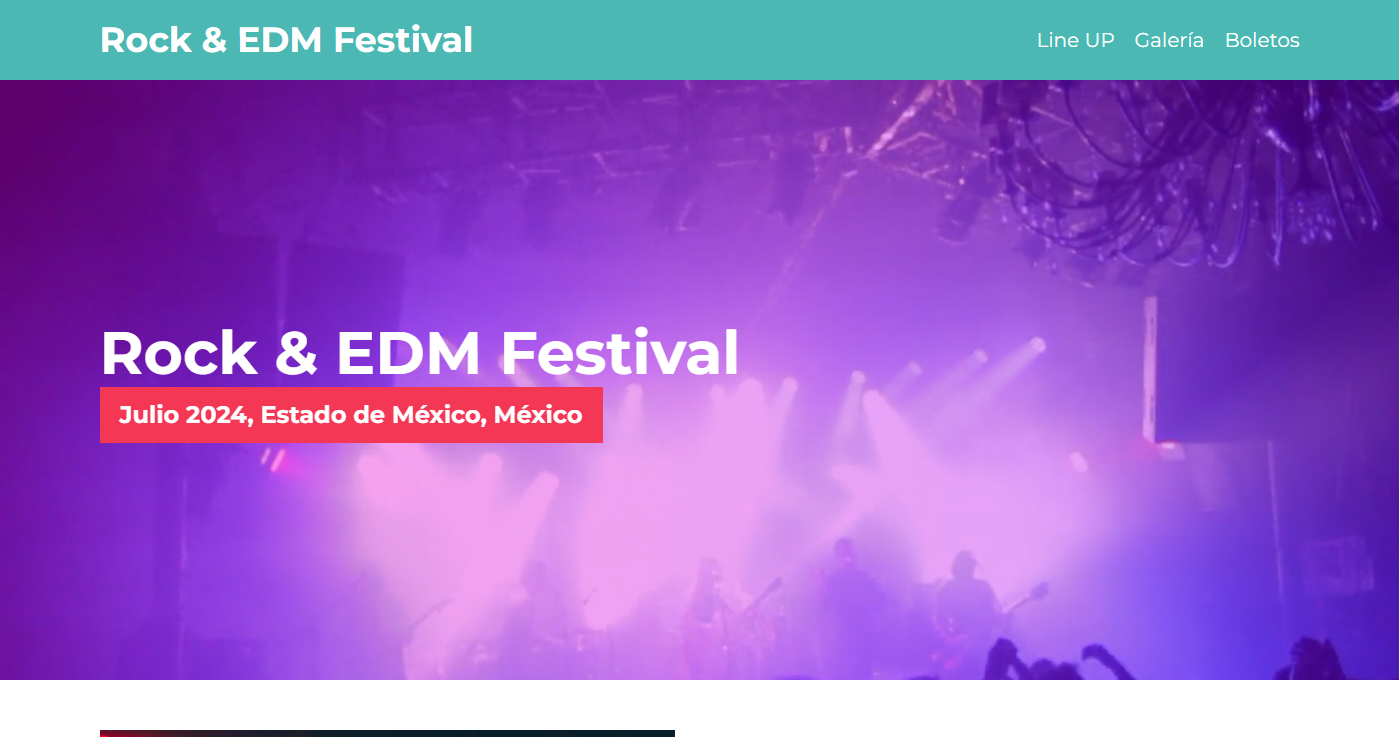 Rock & EDM Festival
Line UP Galería Boletos
Rock & EDM Festival
Julio 2024, Estado de México, México